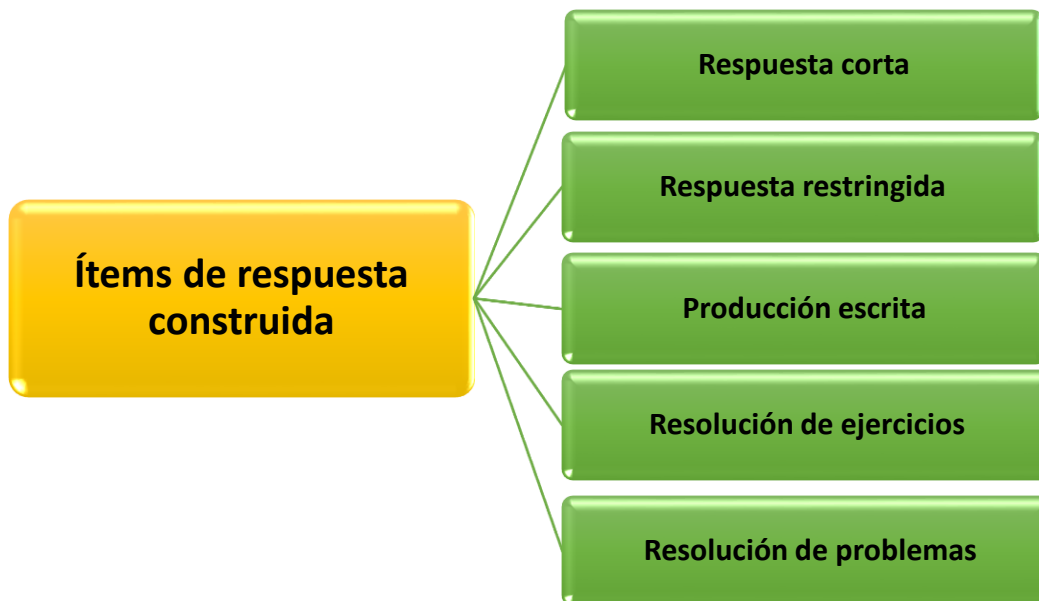 Ítems de respuesta
construida
Respuesta corta
Respuesta restringida
Producción escrita
Resolución de ejercicios
Resolución de problemas